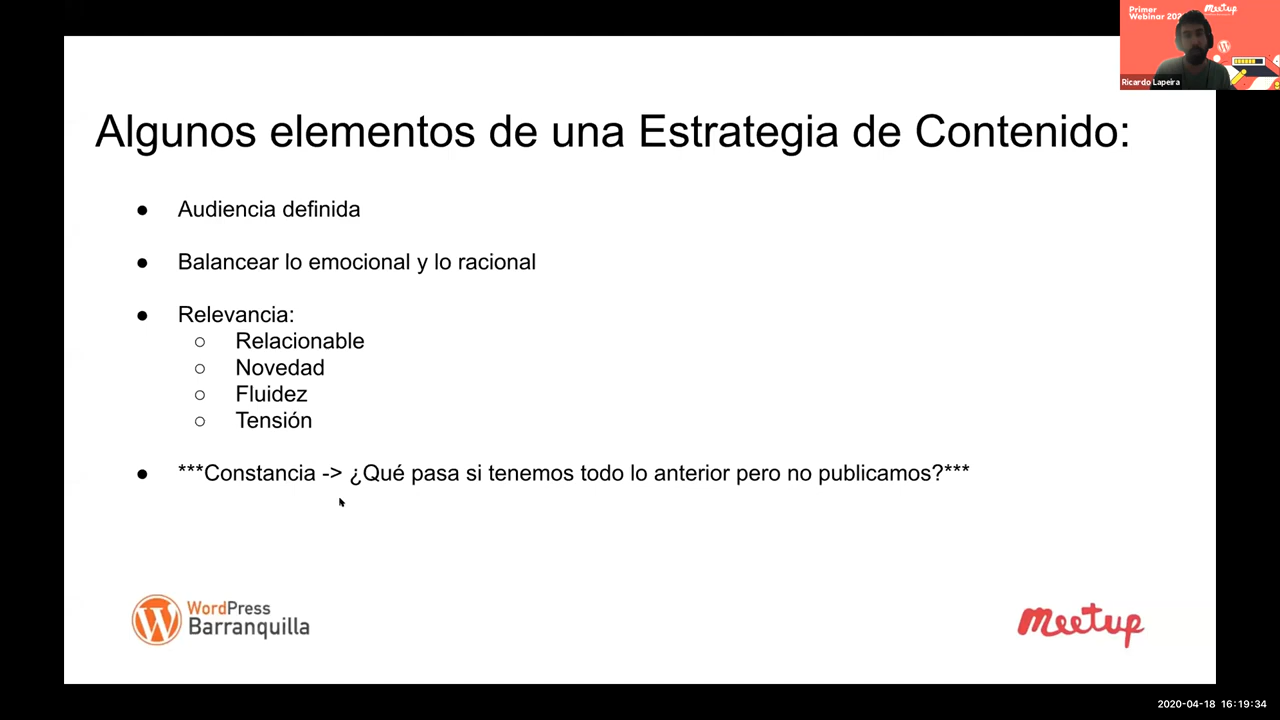 Primer
Webinar 202
Meetup
Ricardo Lapeira
Algunos elementos de una Estrategia de Contenido:
● Audiencia definida
● Balancear lo emocional y lo racional
● Relevancia:
○ Relacionable
○ Novedad
○ Fluidez
○ Tensión
● ***Constancia -> ¿Qué pasa si tenemos todo lo anterior pero no publicamos?***
WordPress
Barranquilla
Meetup
2020-04-18 16:19:34